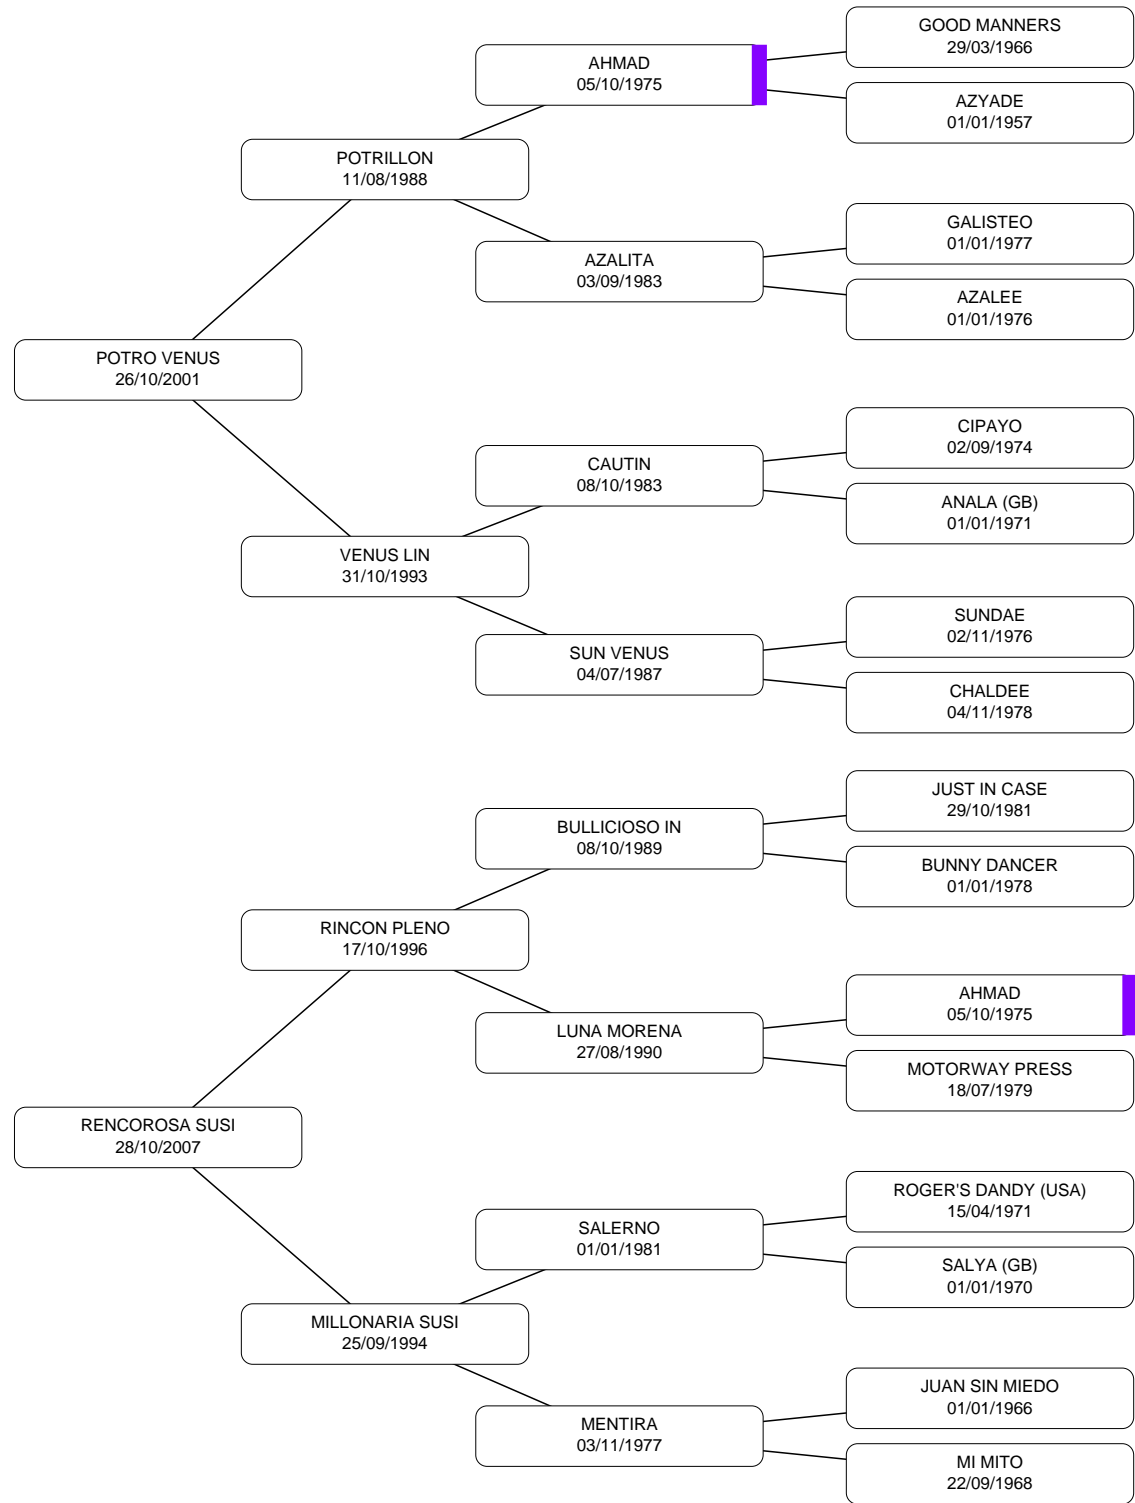 GOOD MANNERS
29/03/1966
AHMAD
05/10/1975
AZYADE
01/01/1957
POTRILLON
11/08/1988
GALISTEO
01/01/1977
AZALITA
03/09/1983
AZALEE
01/01/1976
POTRO VENUS
26/10/2001
CIPAYO
02/09/1974
CAUTIN
08/10/1983
ANALA (GB)
01/01/1971
VENUS LIN
31/10/1993
SUNDAE
02/11/1976
SUN VENUS
04/07/1987
CHALDEE
04/11/1978
JUST IN CASE
29/10/1981
BULLICIOSO IN
08/10/1989
BUNNY DANCER
01/01/1978
RINCON PLENO
17/10/1996
AHMAD
05/10/1975
LUNA MORENA
27/08/1990
MOTORWAY PRESS
18/07/1979
RENCOROSA SUSI
28/10/2007
ROGER'S DANDY (USA)
15/04/1971
SALERNO
01/01/1981
SALYA (GB)
01/01/1970
MILLONARIA SUSI
25/09/1994
JUAN SIN MIEDO
01/01/1966
MENTIRA
03/11/1977
MI MITO
22/09/1968